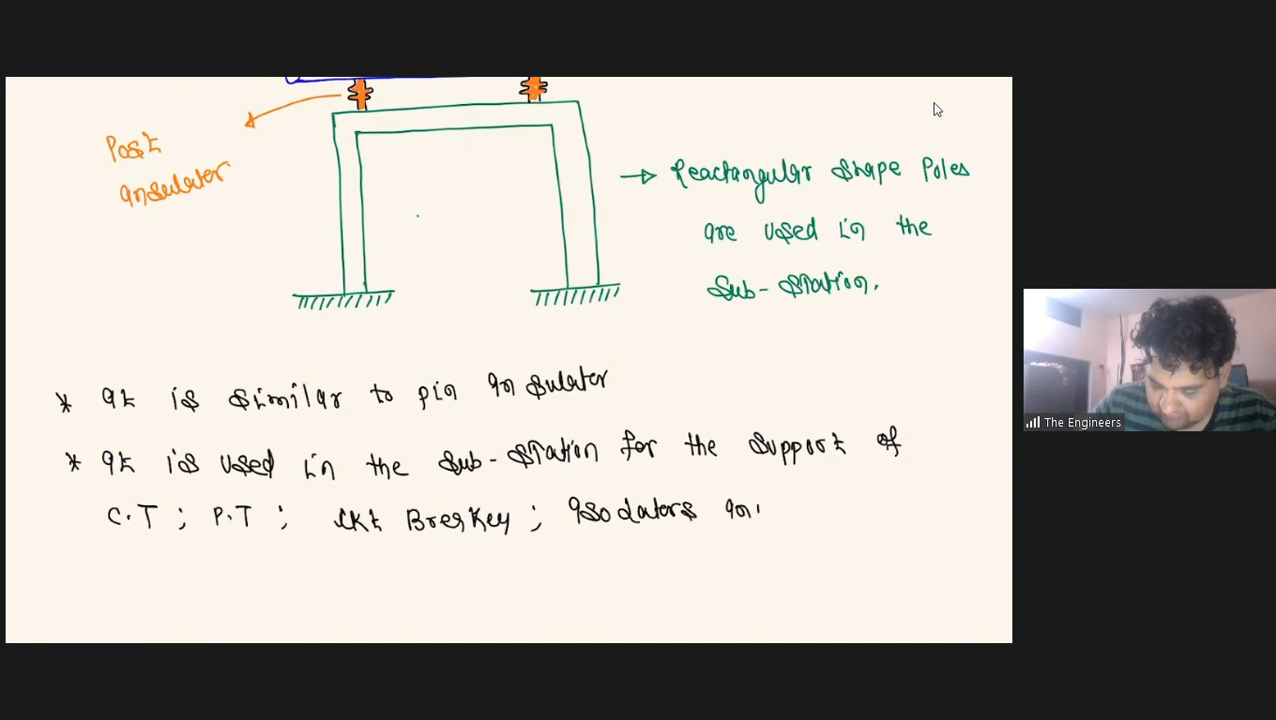 Post
insulator
→ Reactangular shape Poles
are used in the
sub-station.
* It is similar to pin insulator
* It is used in the sub-station for the support of
C.T ; P.T ; ckt Breaker ; Isolators
The Engineers